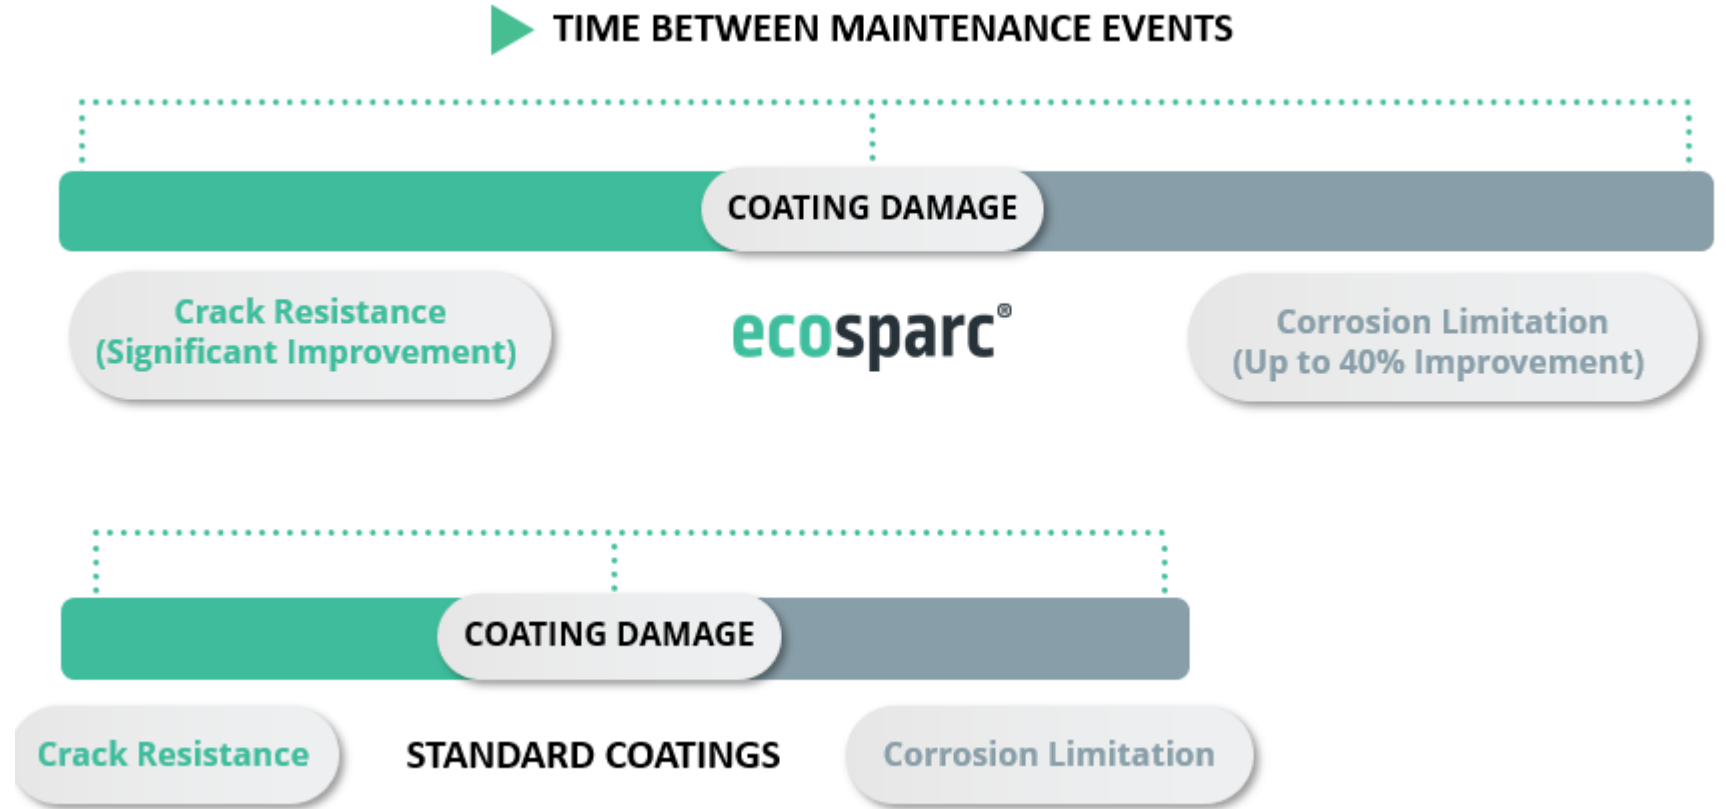 TIME BETWEEN MAINTENANCE EVENTS
COATING DAMAGE
Crack Resistance
(Significant Improvement)
ecosparc®
Corrosion Limitation
(Up to 40% Improvement)
COATING DAMAGE
Crack Resistance
STANDARD COATINGS
Corrosion Limitation